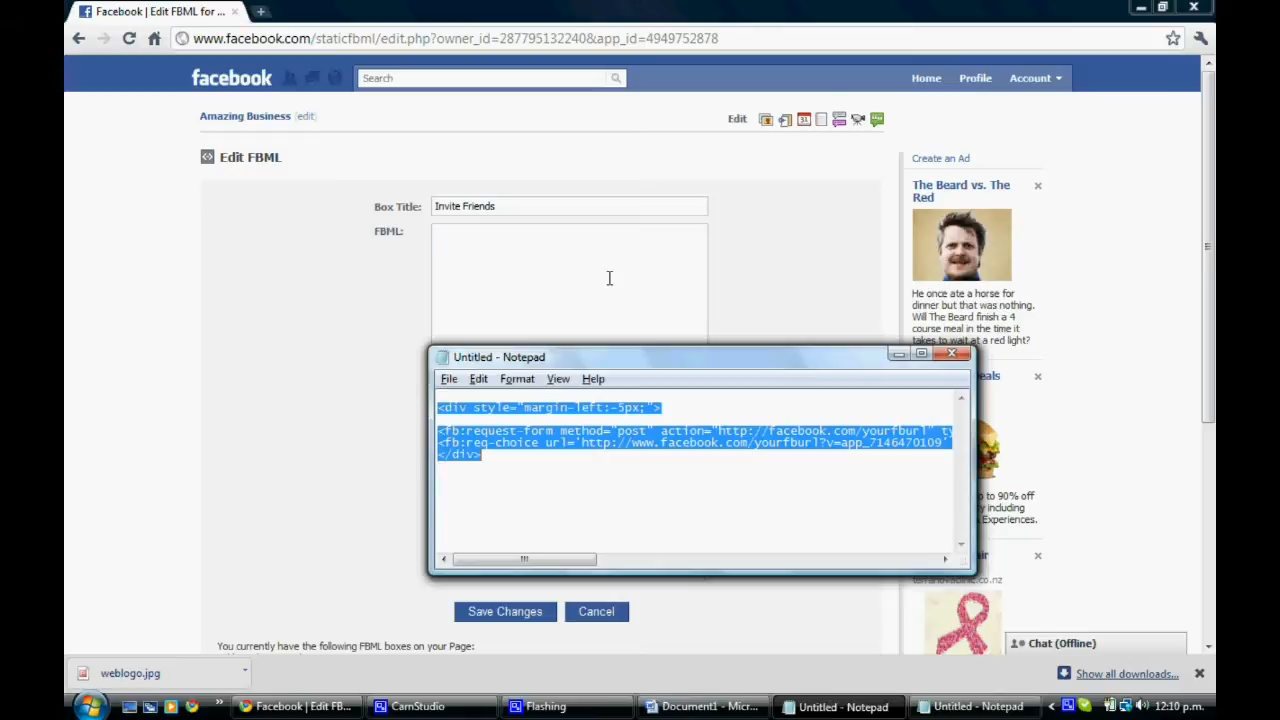 Facebook | Edit FBML for ...
www.facebook.com/staticfbml/edit.php?owner_id=287795132240&app_id=4949752878
facebook
Search
Home Profile Account
Amazing Business (edit)
Edit
31
Edit FBML
Box Title: Invite Friends
FBML:
Create an Ad
The Beard vs. The
Red
He once ate a horse for
dinner but that was nothing.
Will The Beard finish a 4
course meal in the time it
takes to wait at a red light?
Untitled - Notepad
File Edit Format View Help
<div style="margin-left:-5px;">
<fb:request-form method="post" action="http://facebook.com/yourfburl" ty
<fb:req-choice url='http://www.facebook.com/yourfburl?v=app_7146470109'
</div>
up to 90% off
including
Experiences.
terranovaclinic.co.nz
Save Changes Cancel
You currently have the following FBML boxes on your Page:
Chat (Offline)
weblogo.jpg
Show all downloads...
Facebook | Edit FB...
CamStudio
Flashing
Document1 - Micr...
Untitled - Notepad
Untitled - Notepad
12:10 p.m.